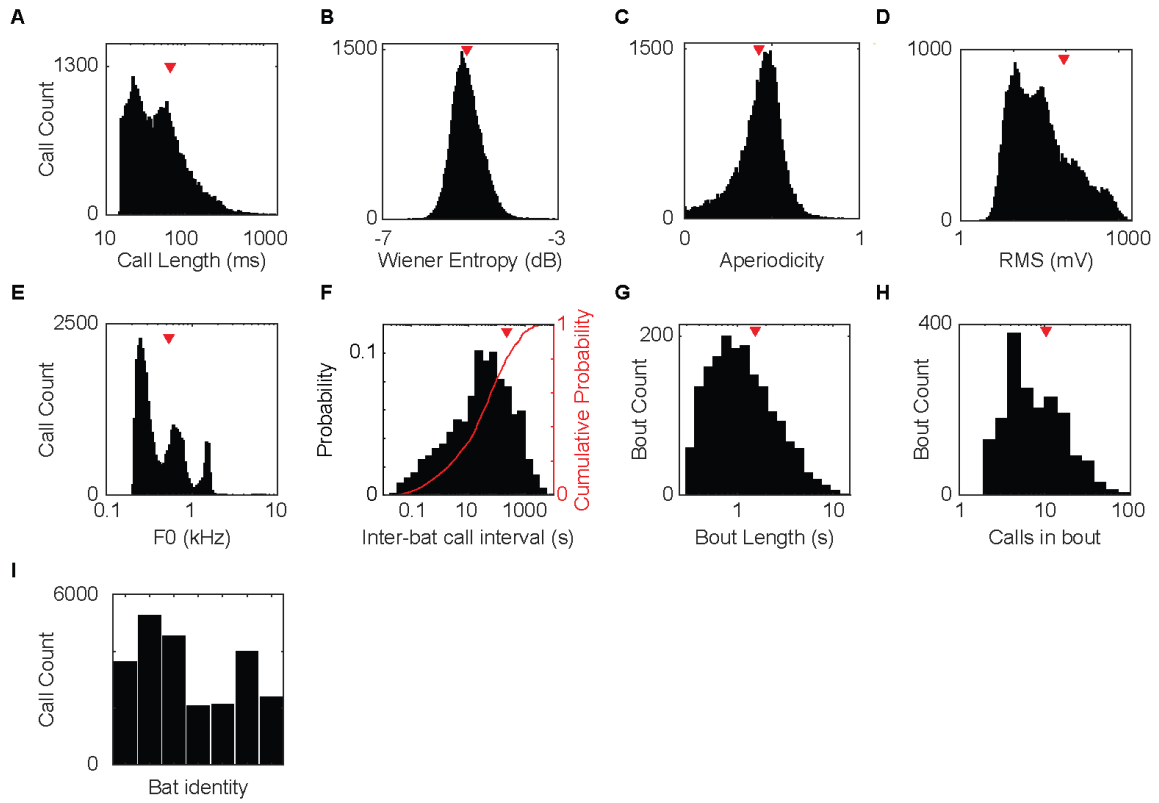 A
B
C
D
1300
0
10
100
1000
Call Count
Call Length (ms)
1500
0
-7
-3
Wiener Entropy (dB)
1500
0
0
1
Aperiodicity
1000
0
1
1000
RMS (mV)
E
F
G
H
2500
0
0.1
1
10
Call Count
F0 (kHz)
0.1
0
0.1
10
1000
Probability
1
0
Cumulative Probability
Inter-bat call interval (s)
200
0
1
10
Bout Count
Bout Length (s)
400
0
1
10
100
Bout Count
Calls in bout
I
6000
0
Call Count
Bat identity